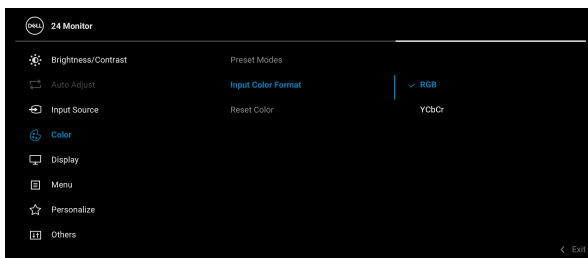 DELL 24 Monitor
Brightness/Contrast Preset Modes
Auto Adjust Input Color Format ✓ RGB
Input Source Reset Color YCbCr
Color
Display
Menu
Personalize
Others
< Exit